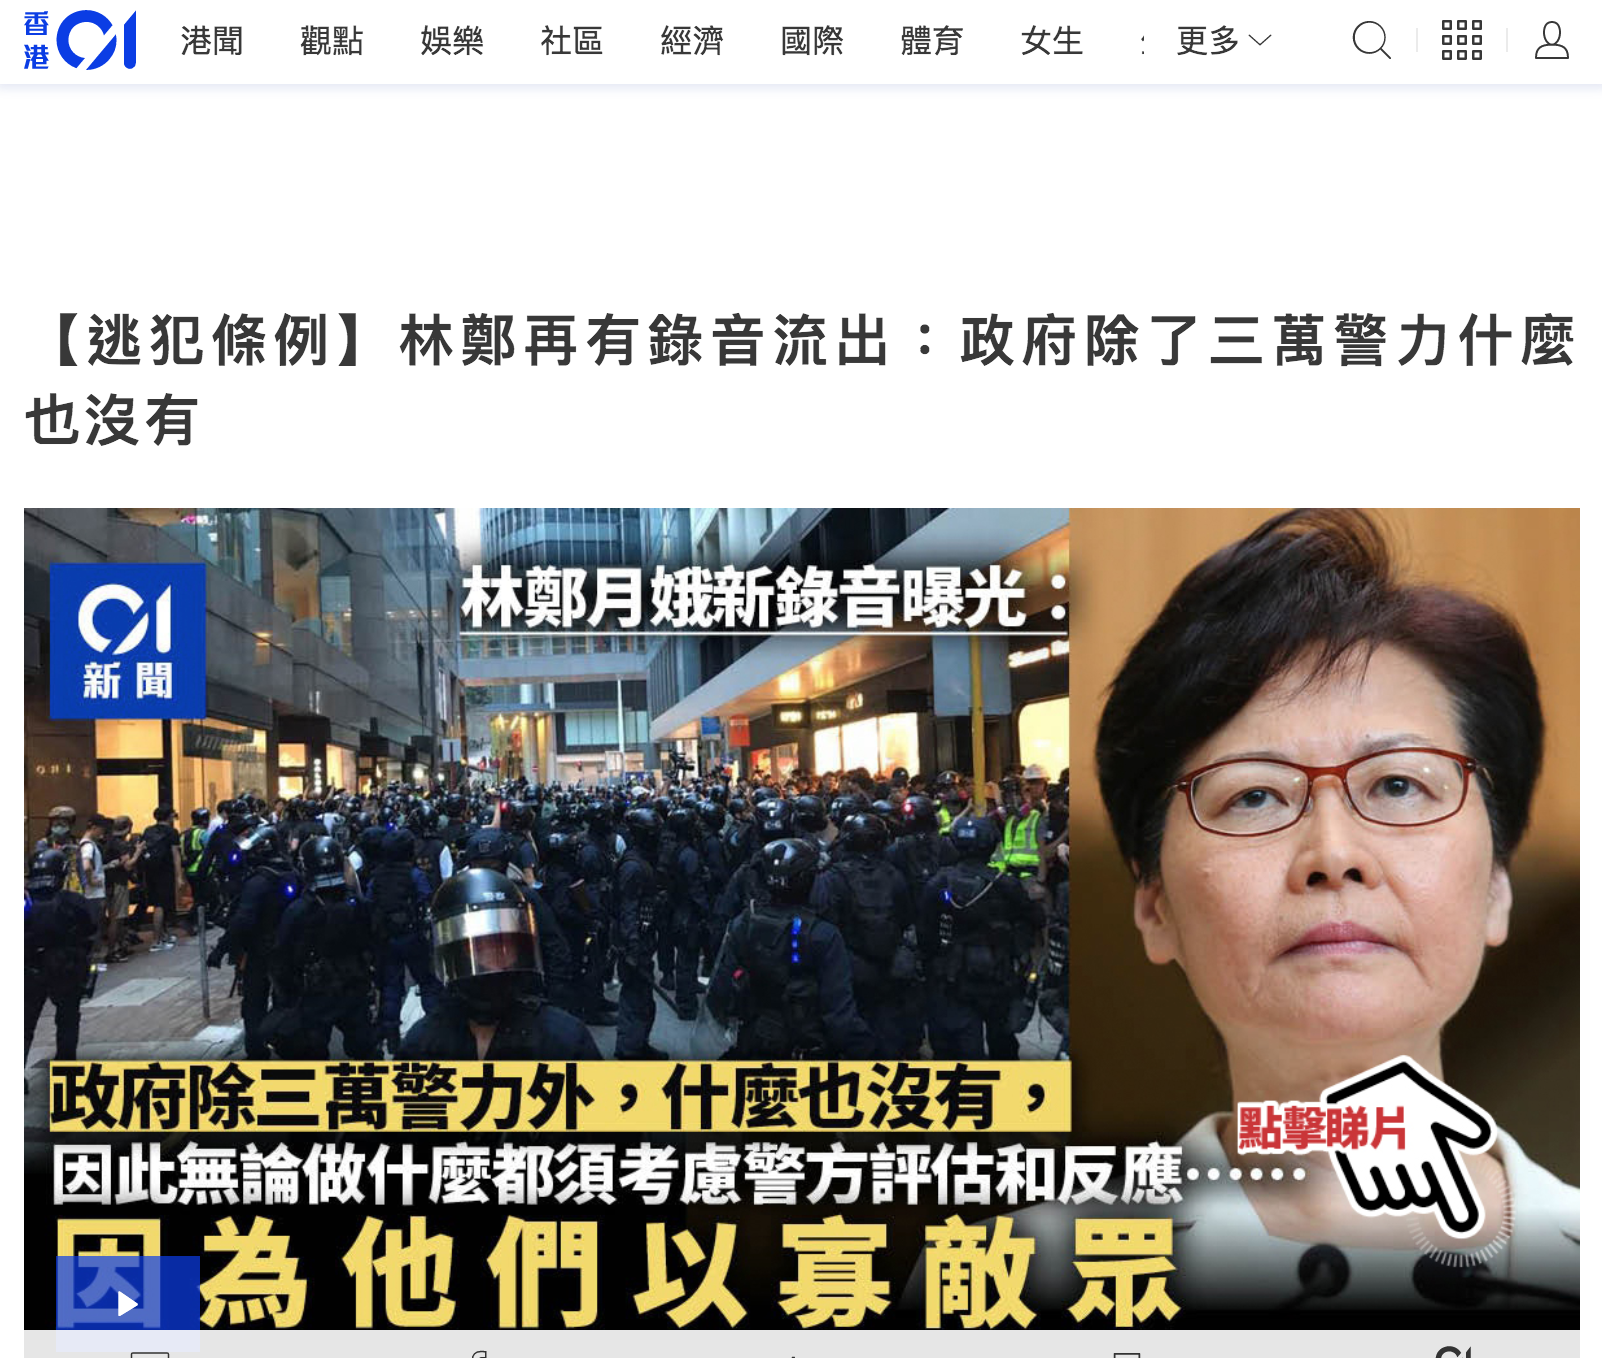 香港01
港聞 觀點 娛樂 社區 經濟 國際 體育 女生 更多
【逃犯條例】林鄭再有錄音流出：政府除了三萬警力什麼
也沒有
01
新聞
林鄭月娥新錄音曝光：
警察
政府除三萬警力外，什麼也沒有，
因此無論做什麼都須考慮警方評估和反應……
點擊睇片
因為他們以寡敵眾